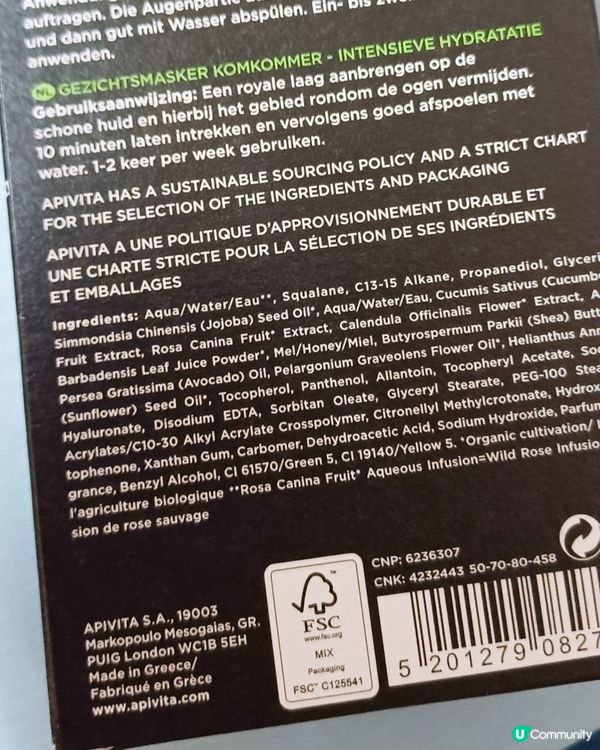 auftragen. Die Augenpartie
und dann gut mit Wasser abspülen. Ein- bis
anwenden.
NL GEZICHTSMASKER KOMKOMMER - INTENSIEVE HYDRATATIE
Gebruiksaanwijzing: Een royale laag aanbrengen op de
schone huid en hierbij het gebied rondom de ogen vermijden.
10 minuten laten intrekken en vervolgens goed afspoelen met
water. 1-2 keer per week gebruiken.
APIVITA HAS A SUSTAINABLE SOURCING POLICY AND A STRICT CHART
FOR THE SELECTION OF THE INGREDIENTS AND PACKAGING
APIVITA A UNE POLITIQUE D'APPROVISIONNEMENT DURABLE ET
UNE CHARTE STRICTE POUR LA SÉLECTION DE SES INGRÉDIENTS
ET EMBALLAGES
Ingredients: Aqua/Water/Eau**, Squalane, C13-15 Alkane, Propanediol, Glyceri
Simmondsia Chinensis (Jojoba) Seed Oil*, Aqua/Water/Eau, Cucumis Sativus (Cucumbe
Fruit Extract, Rosa Canina Fruit* Extract, Calendula Officinalis Flower* Extract, A
Barbadensis Leaf Juice Powder*, Mel/Honey/Miel, Butyrospermum Parkii (Shea) Butt
Persea Gratissima (Avocado) Oil, Pelargonium Graveolens Flower Oil*, Helianthus Ann
(Sunflower) Seed Oil*, Tocopherol, Panthenol, Allantoin, Tocopheryl Acetate, Sod
Hyaluronate, Disodium EDTA, Sorbitan Oleate, Glyceryl Stearate, PEG-100 Stea
Acrylates/C10-30 Alkyl Acrylate Crosspolymer, Citronellyl Methylcrotonate, Hydrox
tophenone, Xanthan Gum, Carbomer, Dehydroacetic Acid, Sodium Hydroxide, Parfum
grance, Benzyl Alcohol, CI 61570/Green 5, CI 19140/Yellow 5. *Organic cultivation/
l'agriculture biologique **Rosa Canina Fruit* Aqueous Infusion=Wild Rose Infusio
sion de rose sauvage
APIVITA S.A., 19003
Markopoulo Mesogaias, GR.
PUIG London WC1B 5EH
Made in Greece/
Fabriqué en Grèce
www.apivita.com
FSC
www.fsc.org
MIX
Packaging
FSC™ C125541
CNP: 6236307
CNK: 4232443 50-70-80-458
5 201279 0827
U Community